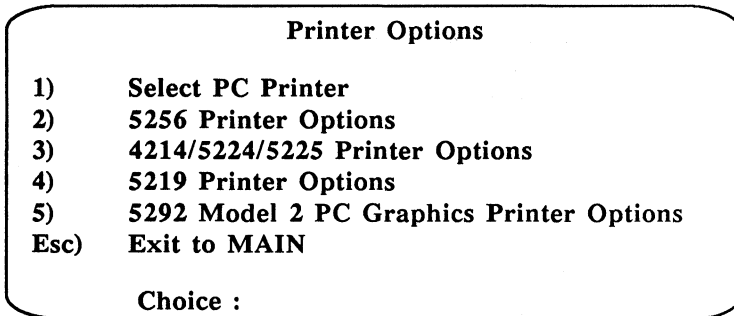 Printer Options
1) Select PC Printer
2) 5256 Printer Options
3) 4214/5224/5225 Printer Options
4) 5219 Printer Options
5) 5292 Model 2 PC Graphics Printer Options
Esc) Exit to MAIN
Choice :